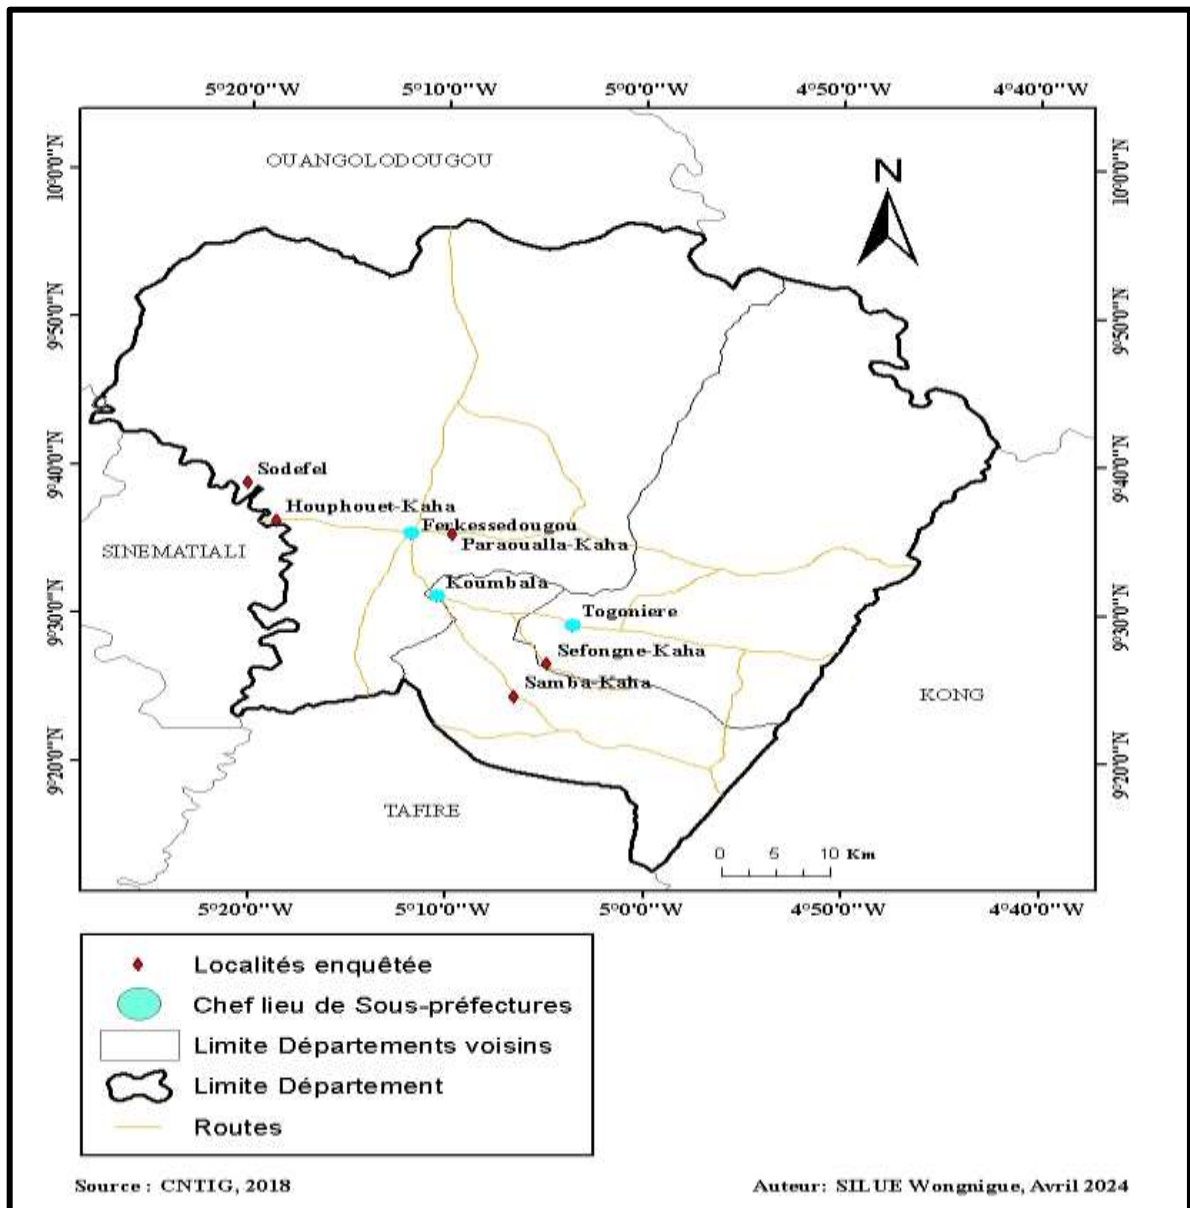 5°20'0"W 5°10'0"W 5°0'0"W 4°50'0"W 4°40'0"W
10°0'0"N 10°0'0"N
OUANGOLODOUGOU
N
9°50'0"N 9°50'0"N
9°40'0"N 9°40'0"N
Sodefel
Houphouet-Kaha
Ferkessedougou
Paraoualla-Kaha
SINEMATIALI
Koumbala
9°30'0"N 9°30'0"N
Togoniere
Sefongne-Kaha
Samba-Kaha
KONG
9°20'0"N 9°20'0"N
TAFIRE
0 5 10 Km
5°20'0"W 5°10'0"W 5°0'0"W 4°50'0"W 4°40'0"W
Localités enquêtée
Chef lieu de Sous-préfectures
Limite Départements voisins
Limite Département
Routes
Source : CNTIG, 2018 Auteur: SILUE Wongnigue, Avril 2024